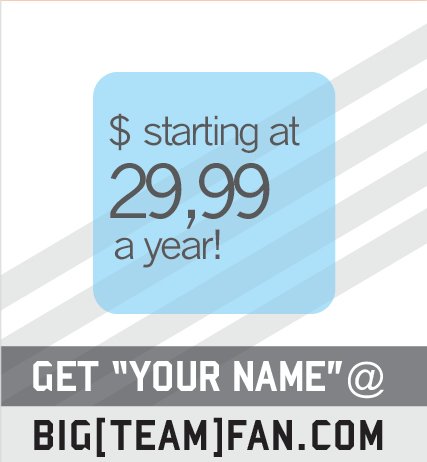 $ starting at
29,99
a year!
GET "YOUR NAME"@
BIG[TEAM]FAN.COM